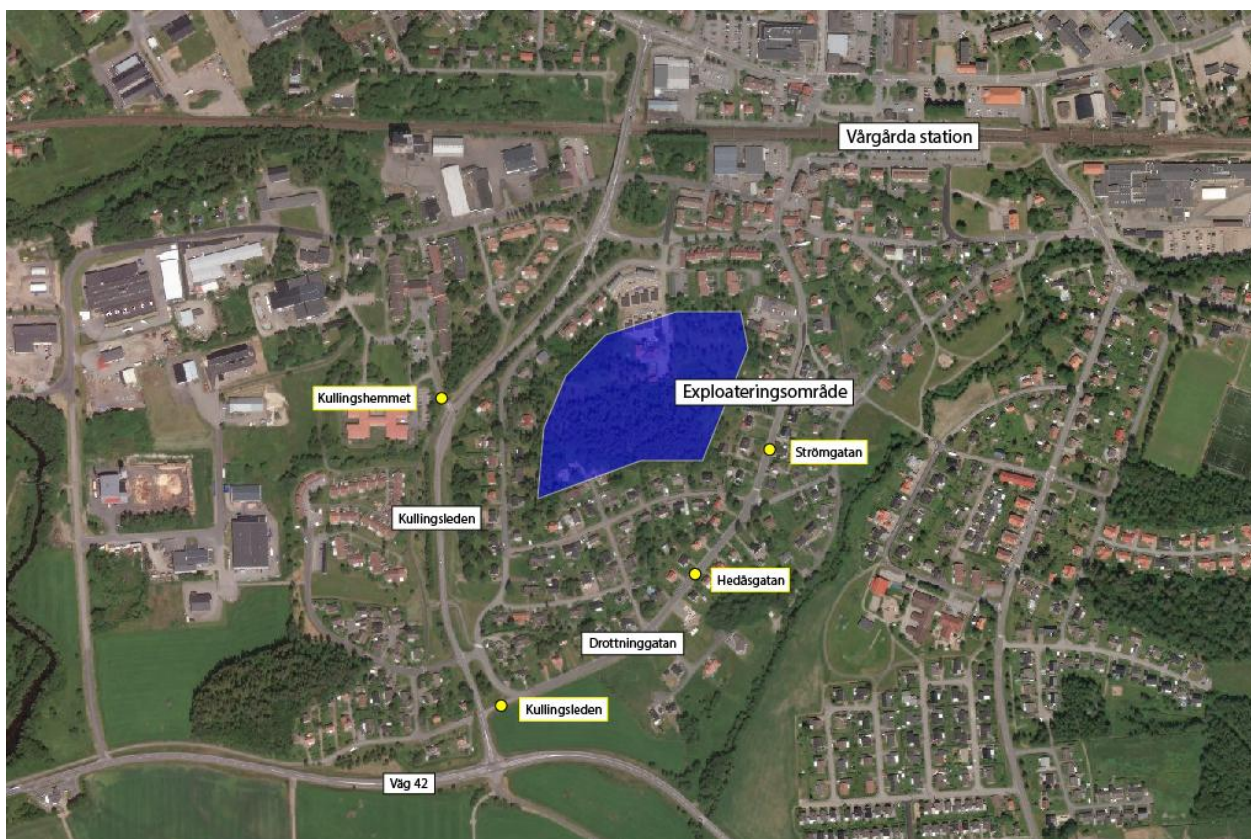 Vårgårda station
Exploateringsområde
Kullingshemmet
Strömgatan
Kullingsleden
Hedåsgatan
Drottninggatan
Kullingsleden
Väg 42